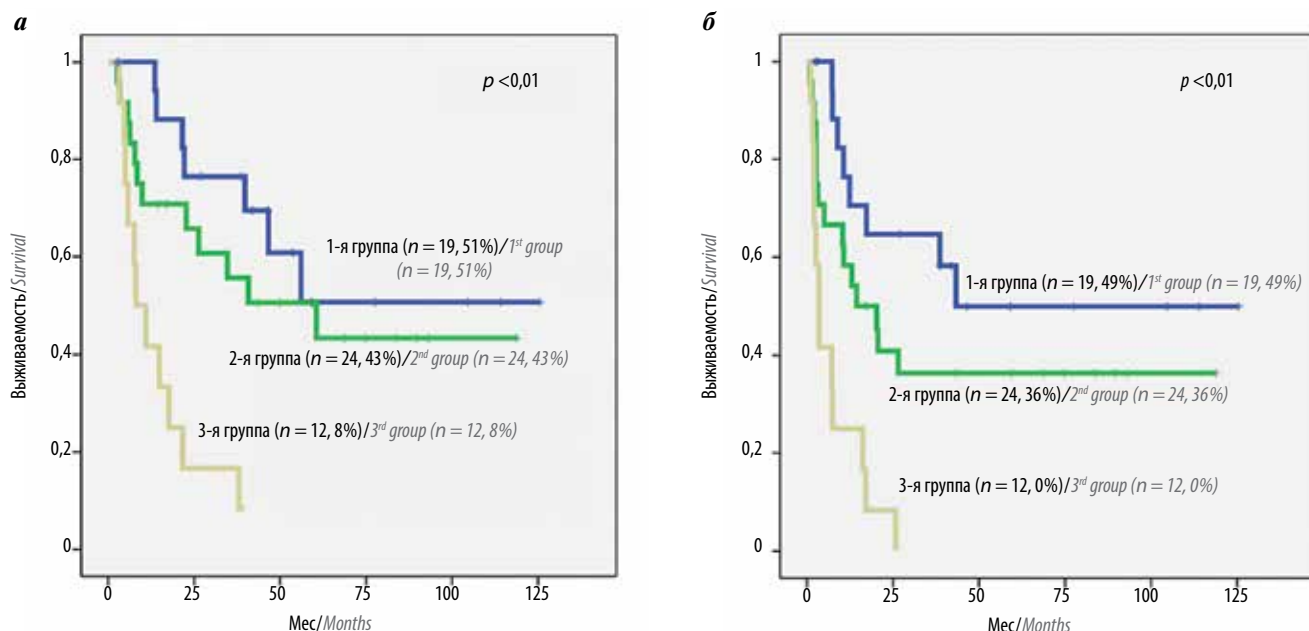 а
p <0,01
1
0,8
0,6
0,4
0,2
0
Выживаемость/Survival
1-я группа (n = 19, 51%)/1st group
(n = 19, 51%)
2-я группа (n = 24, 43%)/2nd group (n = 24, 43%)
3-я группа (n = 12, 8%)/3rd group (n = 12, 8%)
0 25 50 75 100 125
Мес/Months
б
p <0,01
1
0,8
0,6
0,4
0,2
0
Выживаемость/Survival
1-я группа (n = 19, 49%)/1st group (n = 19, 49%)
2-я группа (n = 24, 36%)/2nd group (n = 24, 36%)
3-я группа (n = 12, 0%)/3rd group (n = 12, 0%)
0 25 50 75 100 125
Мес/Months